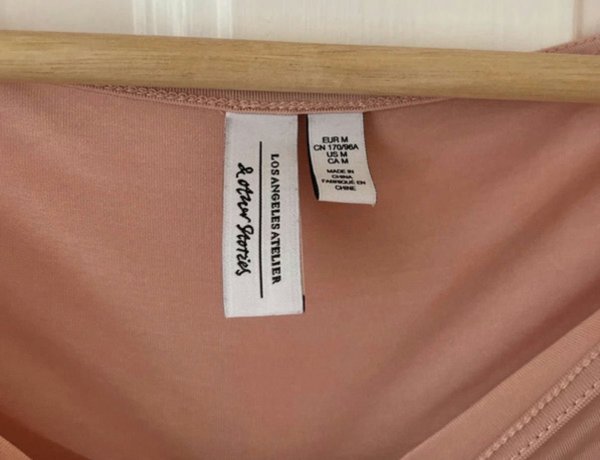 LOS ANGELES ATELIER
& other Stories
EUR M
CN 170/96A
US M
CA M
MADE IN
CHINA
FABRIQUÉ EN
CHINE